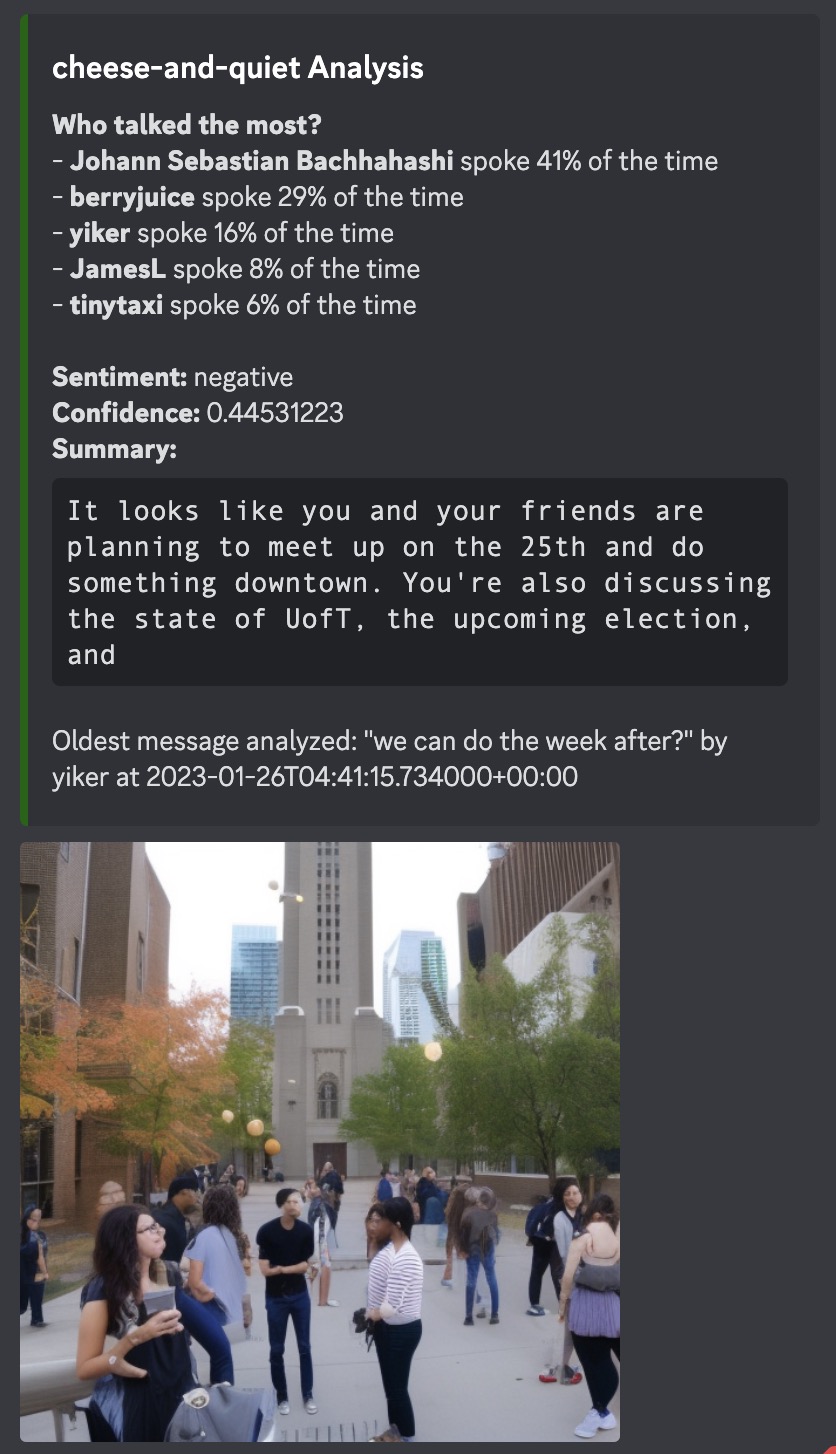 cheese-and-quiet Analysis
Who talked the most?
- Johann Sebastian Bachhahashi spoke 41% of the time
- berryjuice spoke 29% of the time
- yiker spoke 16% of the time
- JamesL spoke 8% of the time
- tinytaxi spoke 6% of the time
Sentiment: negative
Confidence: 0.44531223
Summary:
It looks like you and your friends are
planning to meet up on the 25th and do
something downtown. You're also discussing
the state of UofT, the upcoming election,
and
Oldest message analyzed: "we can do the week after?" by
yiker at 2023-01-26T04:41:15.734000+00:00